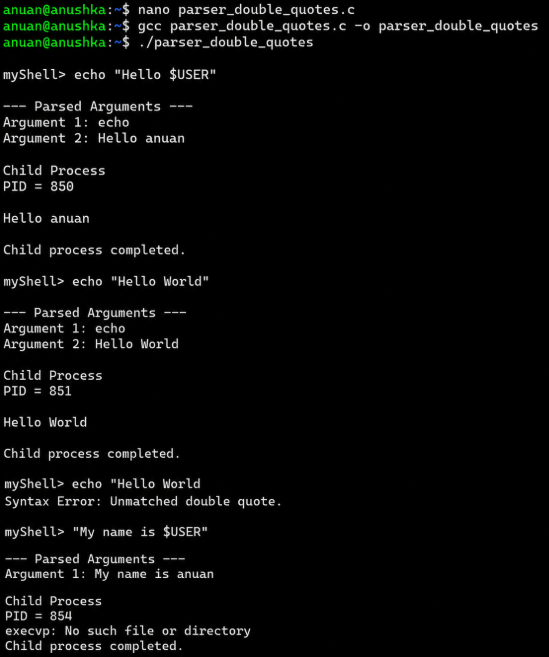 anuan@anushka:~$ nano parser_double_quotes.c
anuan@anushka:~$ gcc parser_double_quotes.c -o parser_double_quotes
anuan@anushka:~$ ./parser_double_quotes
myShell> echo "Hello $USER"
--- Parsed Arguments ---
Argument 1: echo
Argument 2: Hello anuan
Child Process
PID = 850
Hello anuan
Child process completed.
myShell> echo "Hello World"
--- Parsed Arguments ---
Argument 1: echo
Argument 2: Hello World
Child Process
PID = 851
Hello World
Child process completed.
myShell> echo "Hello World
Syntax Error: Unmatched double quote.
myShell> "My name is $USER"
--- Parsed Arguments ---
Argument 1: My name is anuan
Child Process
PID = 854
execvp: No such file or directory
Child process completed.